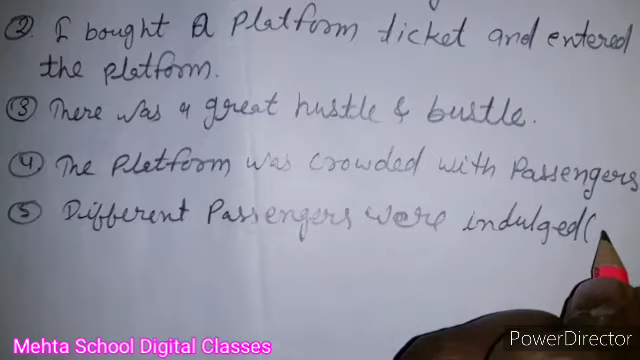 ② I bought A Platform ticket and entered
the platform.
③ There was a great hustle & bustle.
④ The Platform was crowded with Passengers
⑤ Different Passengers were indulged(
Mehta School Digital Classes
PowerDirector